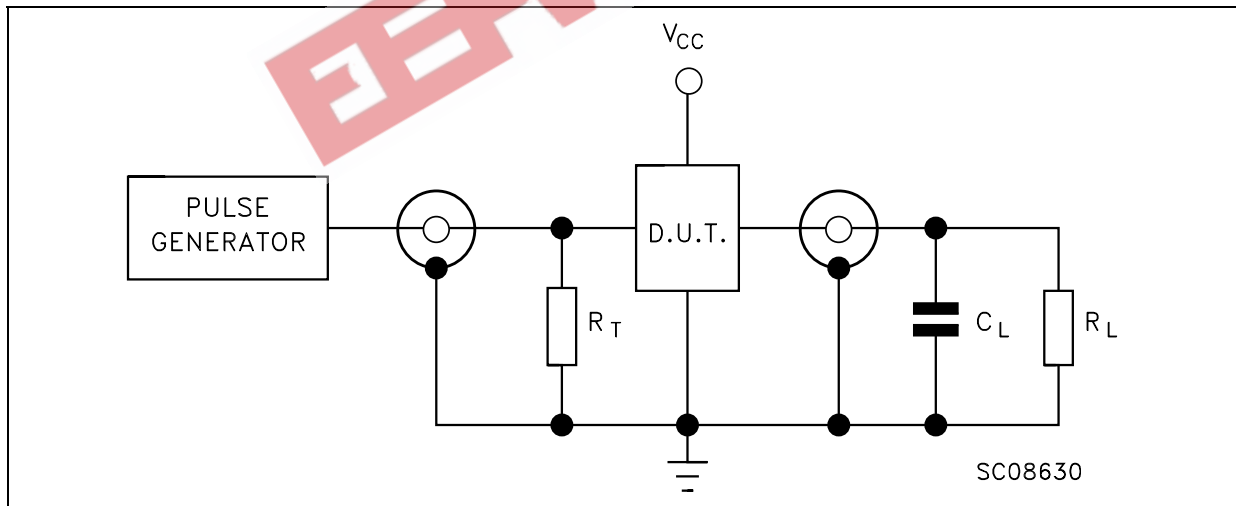 VCC
PULSE
GENERATOR
D.U.T.
RT
CL
RL
SC08630